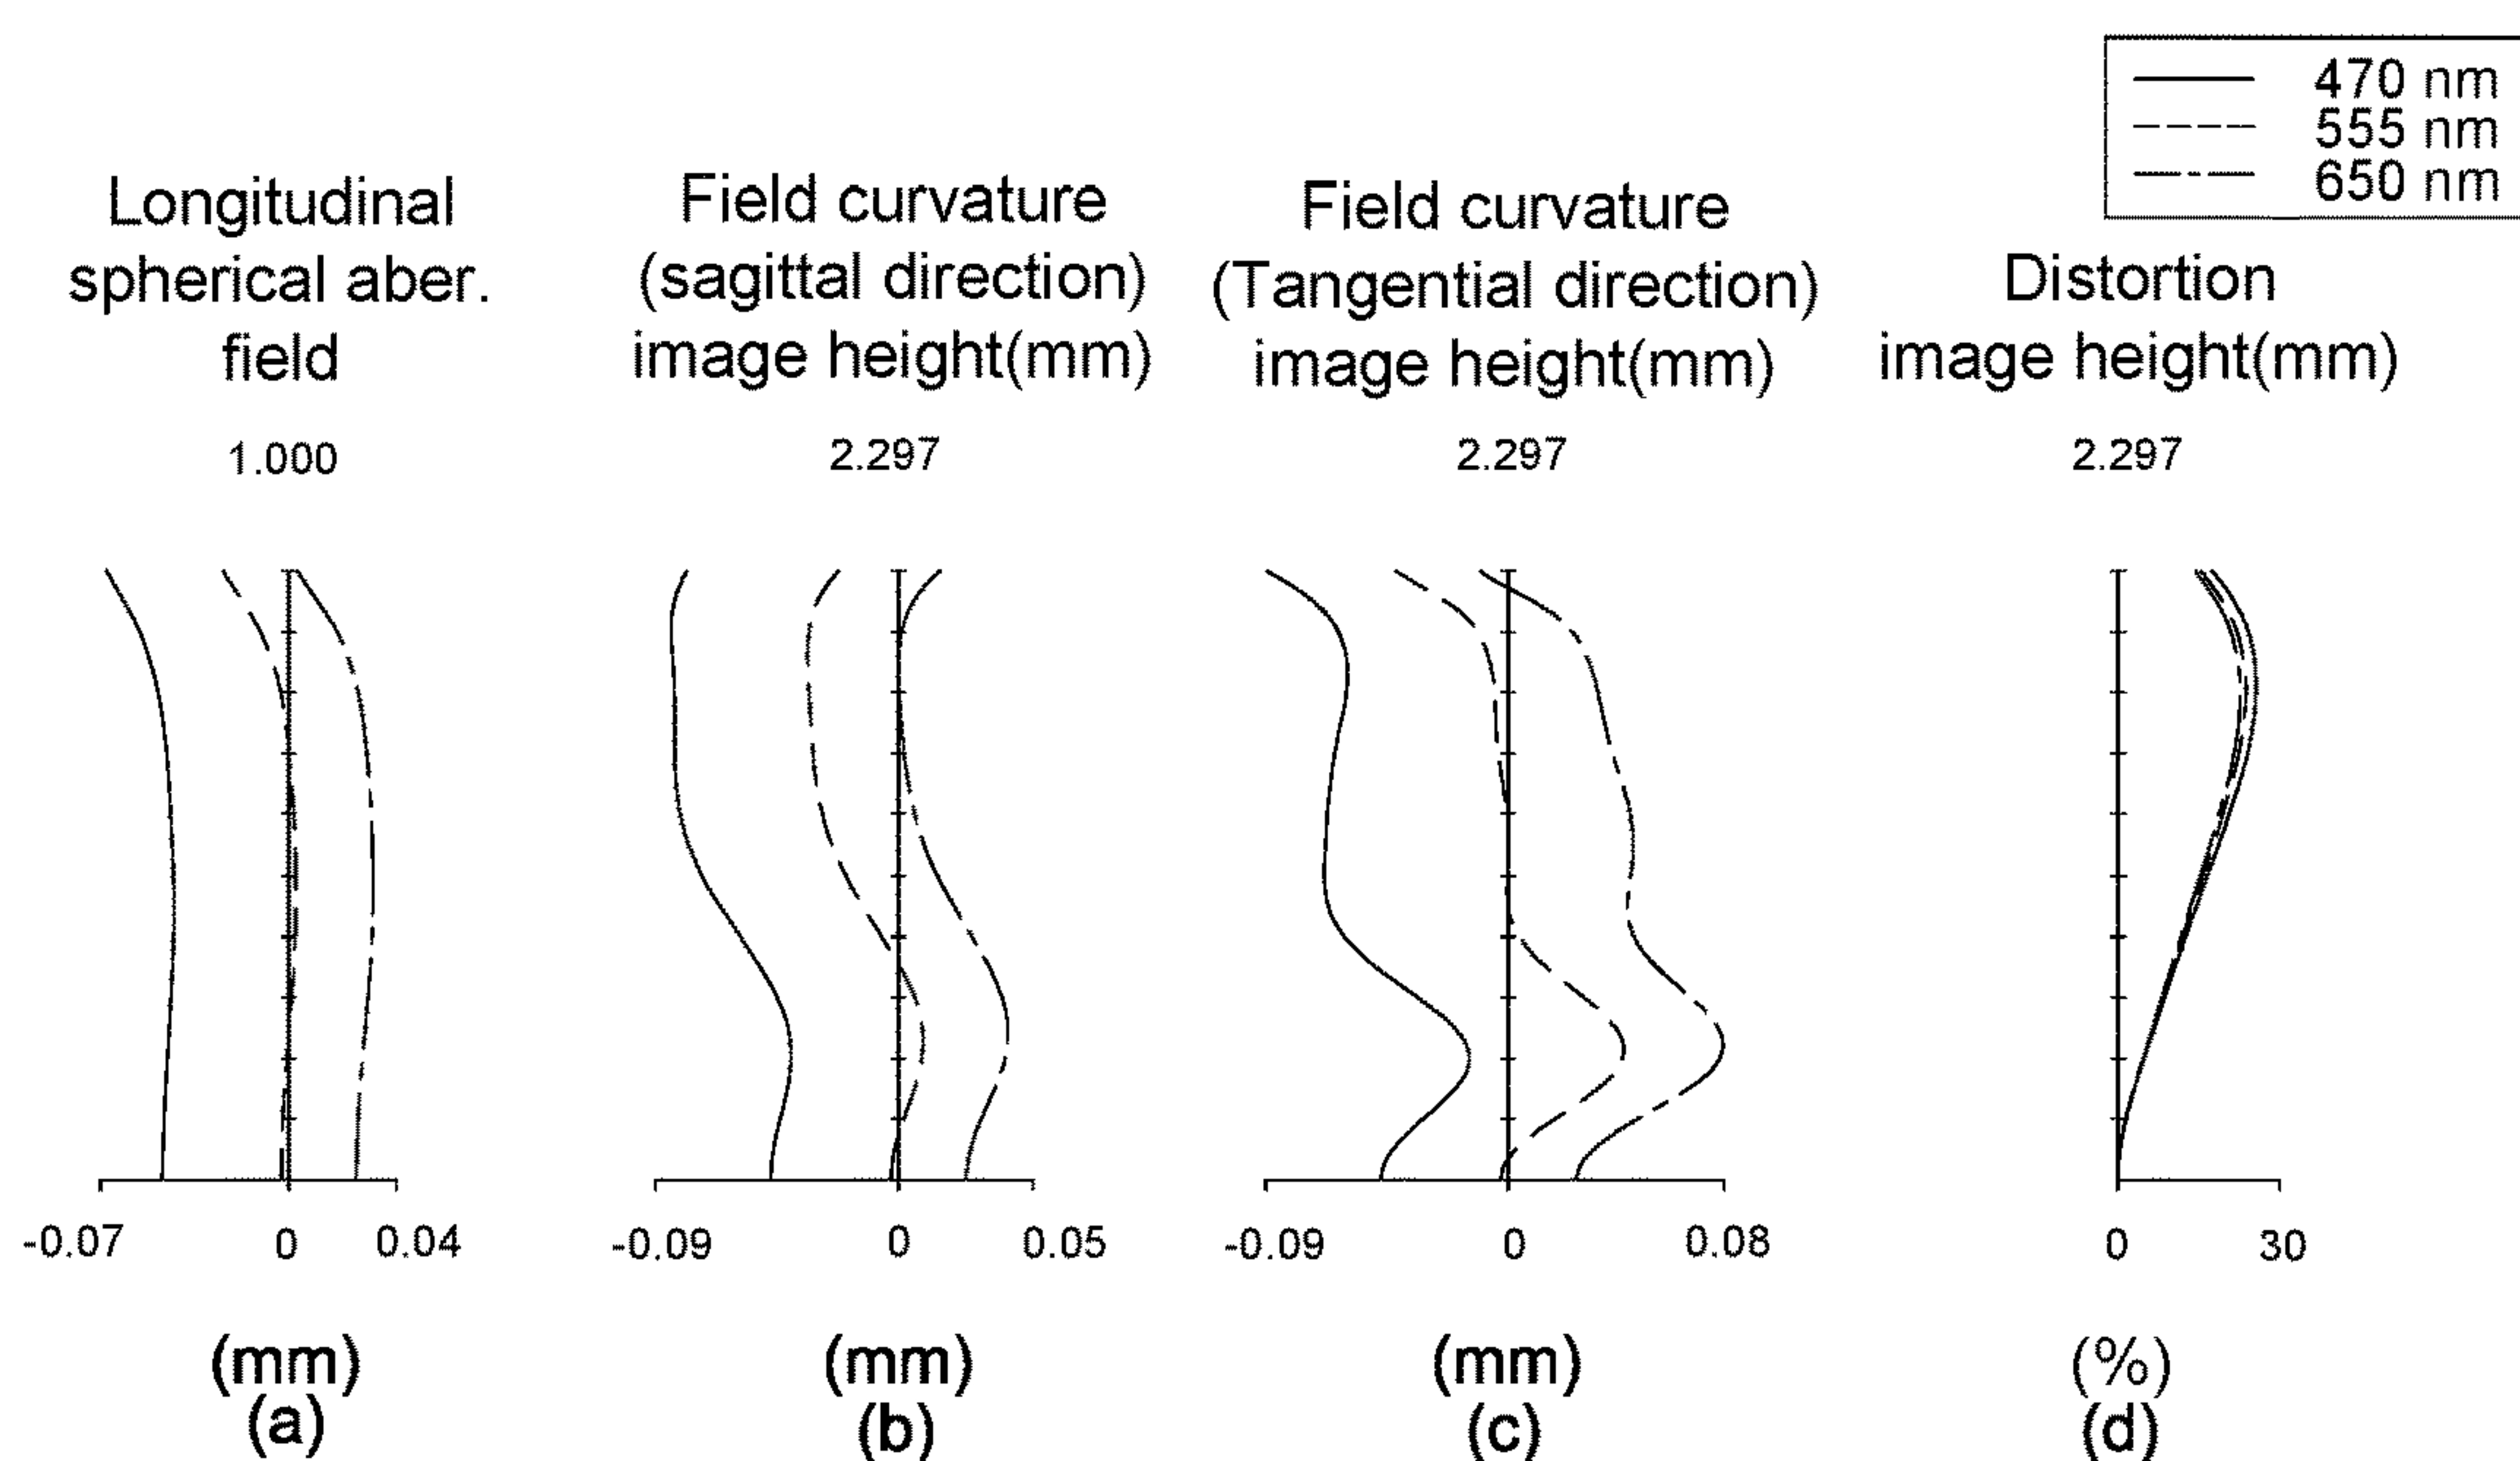 470 nm
555 nm
650 nm
Longitudinal
spherical aber.
field
1.000
-0.07 0 0.04
(mm)
(a)
Field curvature
(sagittal direction)
image height(mm)
2.297
-0.09 0 0.05
(mm)
(b)
Field curvature
(Tangential direction)
image height(mm)
2.297
-0.09 0 0.08
(mm)
(c)
Distortion
image height(mm)
2.297
0 30
(%)
(d)